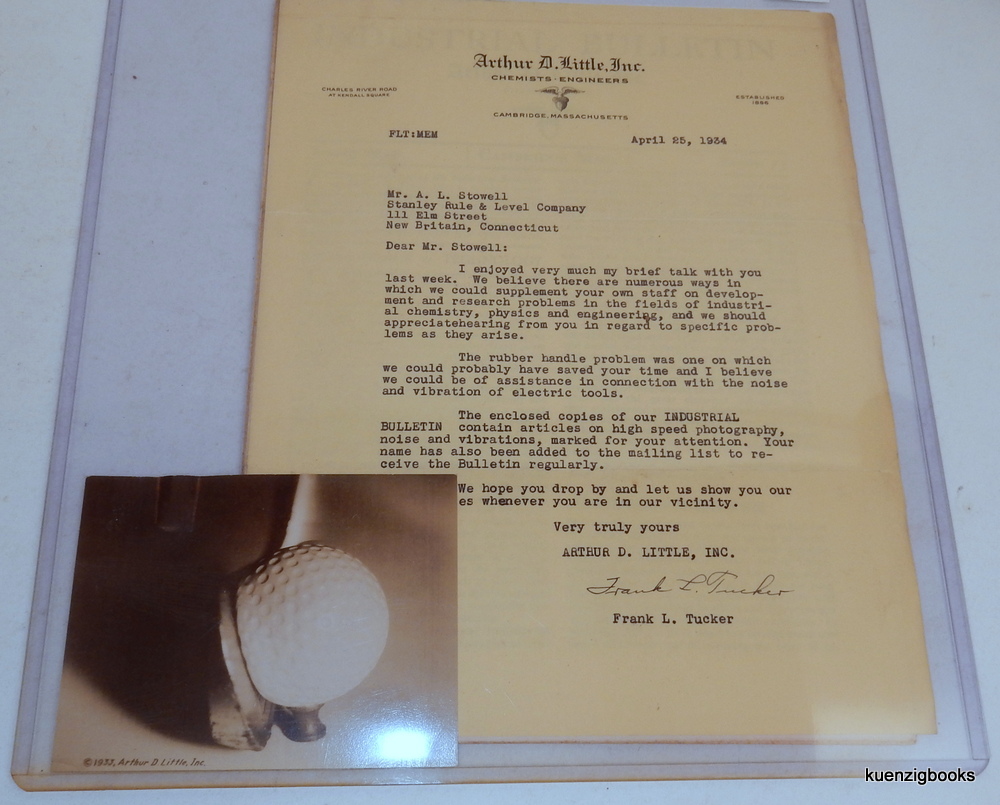 Arthur D. Little, Inc.
CHEMISTS-ENGINEERS
CHARLES RIVER ROAD
AT KENDALL SQUARE
ESTABLISHED
1886
CAMBRIDGE, MASSACHUSETTS
FLT:MEM
April 25, 1934
Mr. A. L. Stowell
Stanley Rule & Level Company
111 Elm Street
New Britain, Connecticut
Dear Mr. Stowell:
I enjoyed very much my brief talk with you
last week. We believe there are numerous ways in
which we could supplement your own staff on develop-
ment and research problems in the fields of industri-
al chemistry, physics and engineering, and we should
appreciatehearing from you in regard to specific prob-
lems as they arise.
The rubber handle problem was one on which
we could probably have saved your time and I believe
we could be of assistance in connection with the noise
and vibration of electric tools.
The enclosed copies of our INDUSTRIAL
BULLETIN contain articles on high speed photography,
noise and vibrations, marked for your attention. Your
name has also been added to the mailing list to re-
ceive the Bulletin regularly.
We hope you drop by and let us show you our
es whenever you are in our vicinity.
Very truly yours
ARTHUR D. LITTLE, INC.
Frank L. Tucker
Frank L. Tucker
©1933, Arthur D. Little, Inc.
kuenzigbooks